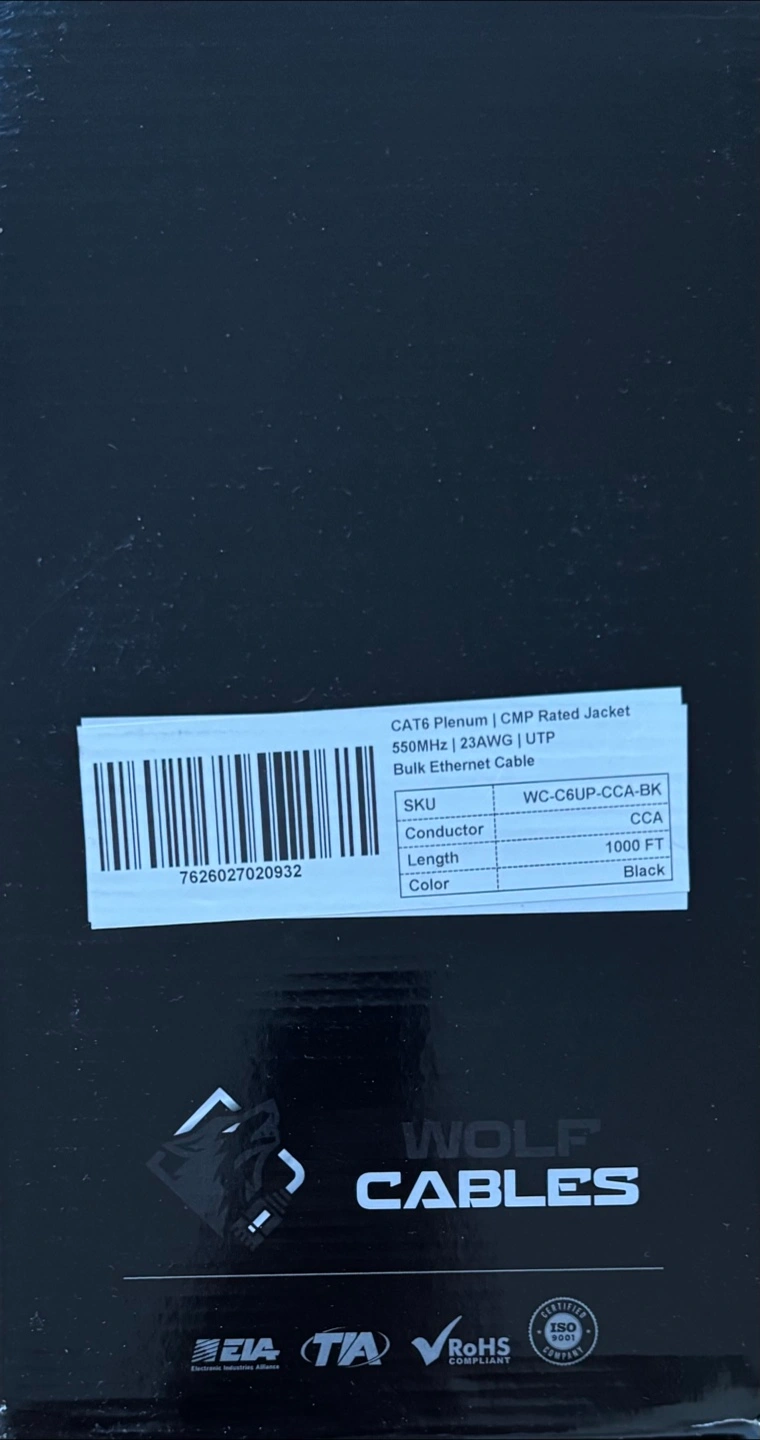 CAT6 Plenum | CMP Rated Jacket
550MHz | 23AWG | UTP
Bulk Ethernet Cable
SKU WC-C6UP-CCA-BK
Conductor CCA
Length 1000 FT
Color Black
7626027020932
WOLF
CABLES
EIA
Electronic Industries Alliance
TIA
RoHS
COMPLIANT
CERTIFIED
ISO
9001
COMPANY